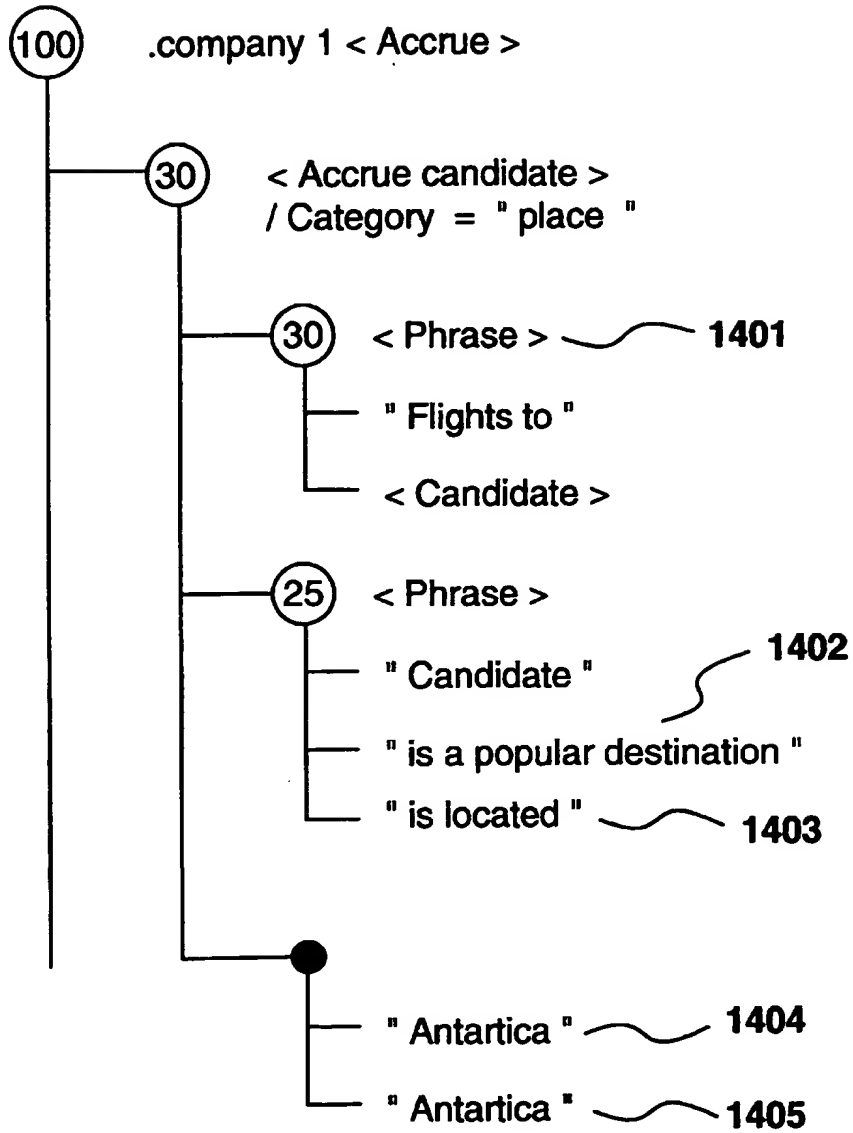 100 .company 1 < Accrue >
30 < Accrue candidate >
/ Category = " place "
30 < Phrase > 1401
" Flights to "
< Candidate >
25 < Phrase >
1402
" Candidate "
" is a popular destination "
" is located " 1403
" Antartica " 1404
" Antartica " 1405